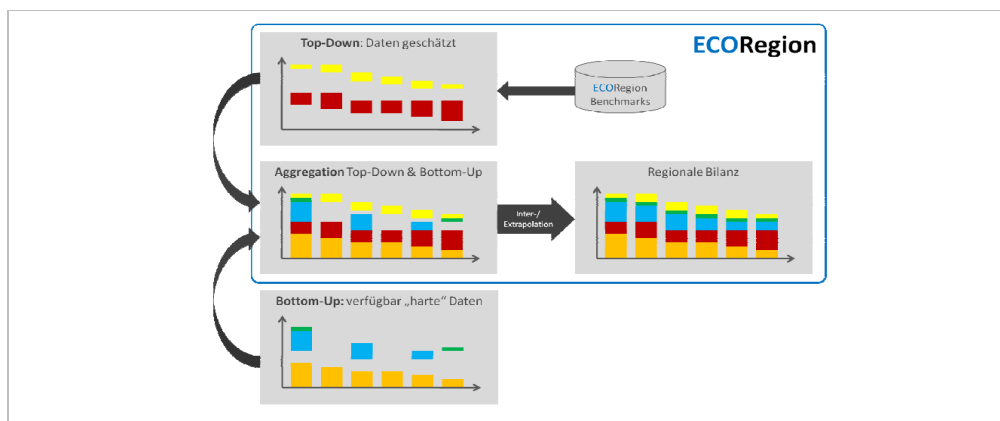 ECORegion
Top-Down: Daten geschätzt
ECORegion
Benchmarks
Aggregation Top-Down & Bottom-Up
Inter-/
Extrapolation
Regionale Bilanz
Bottom-Up: verfügbar „harte“ Daten